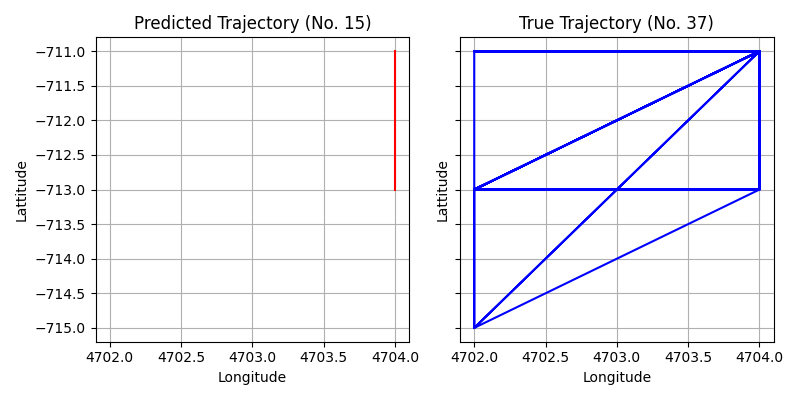 Predicted Trajectory (No. 15)
True Trajectory (No. 37)
−711.0
−711.5
−712.0
−712.5
−713.0
−713.5
−714.0
−714.5
−715.0
Lattitude
Lattitude
4702.0 4702.5 4703.0 4703.5 4704.0
4702.0 4702.5 4703.0 4703.5 4704.0
Longitude
Longitude